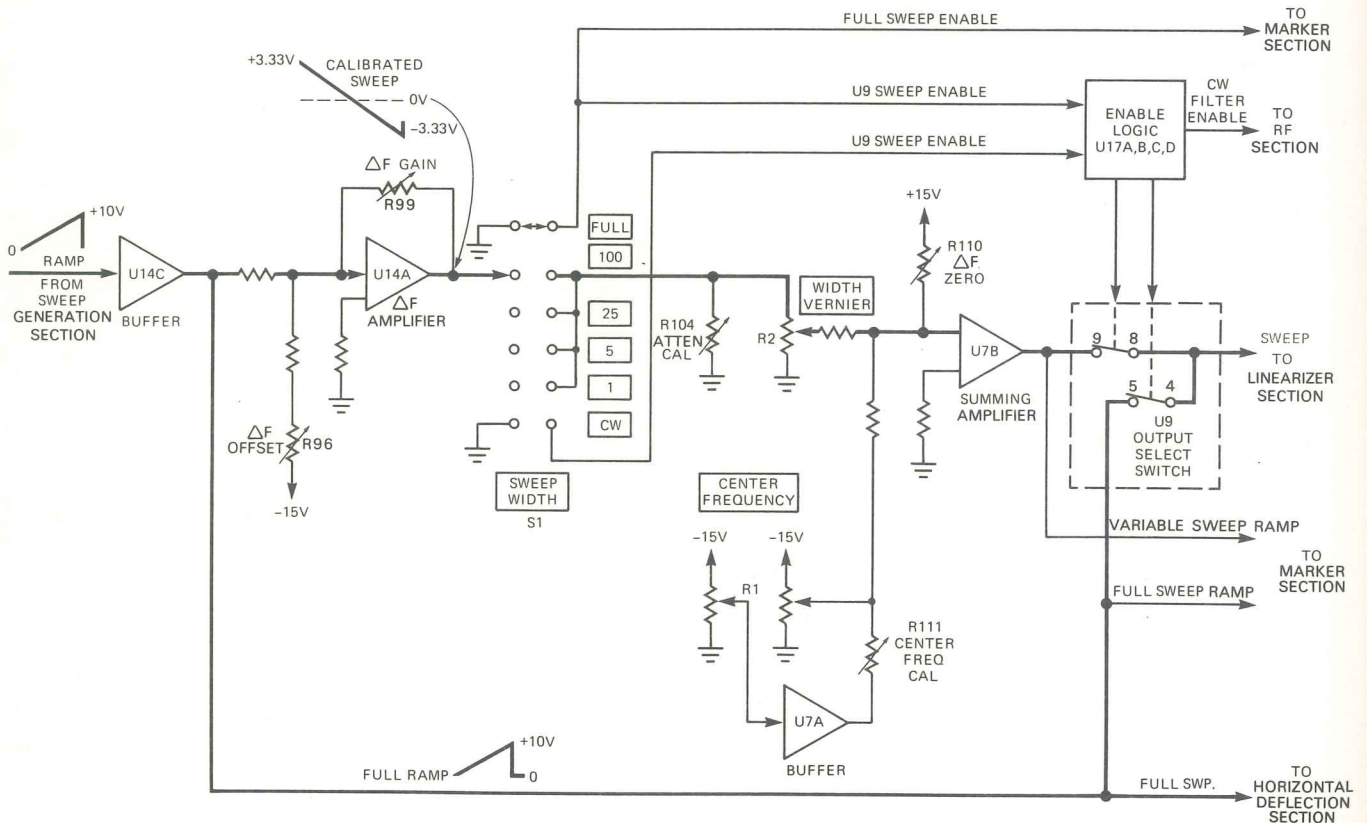 FULL SWEEP ENABLE
TO
MARKER
SECTION
+3.33V
CALIBRATED
SWEEP
0V
−3.33V
U9 SWEEP ENABLE
U9 SWEEP ENABLE
ENABLE
LOGIC
U17A,B,C,D
CW
FILTER
ENABLE
TO
RF
SECTION
△F GAIN
R99
0
+10V
RAMP
FROM
SWEEP
GENERATION
SECTION
U14C
BUFFER
U14A
△F
AMPLIFIER
△F
OFFSET
R96
−15V
FULL
100
25
5
1
CW
SWEEP
WIDTH
S1
R104
ATTEN
CAL
R2
WIDTH
VERNIER
+15V
R110
△F
ZERO
U7B
SUMMING
AMPLIFIER
9
8
5
4
U9
OUTPUT
SELECT
SWITCH
SWEEP
TO
LINEARIZER
SECTION
CENTER
FREQUENCY
−15V
−15V
R1
R111
CENTER
FREQ
CAL
U7A
BUFFER
VARIABLE SWEEP RAMP
TO
MARKER
SECTION
FULL SWEEP RAMP
FULL RAMP
+10V
0
FULL SWP.
TO
HORIZONTAL
DEFLECTION
SECTION